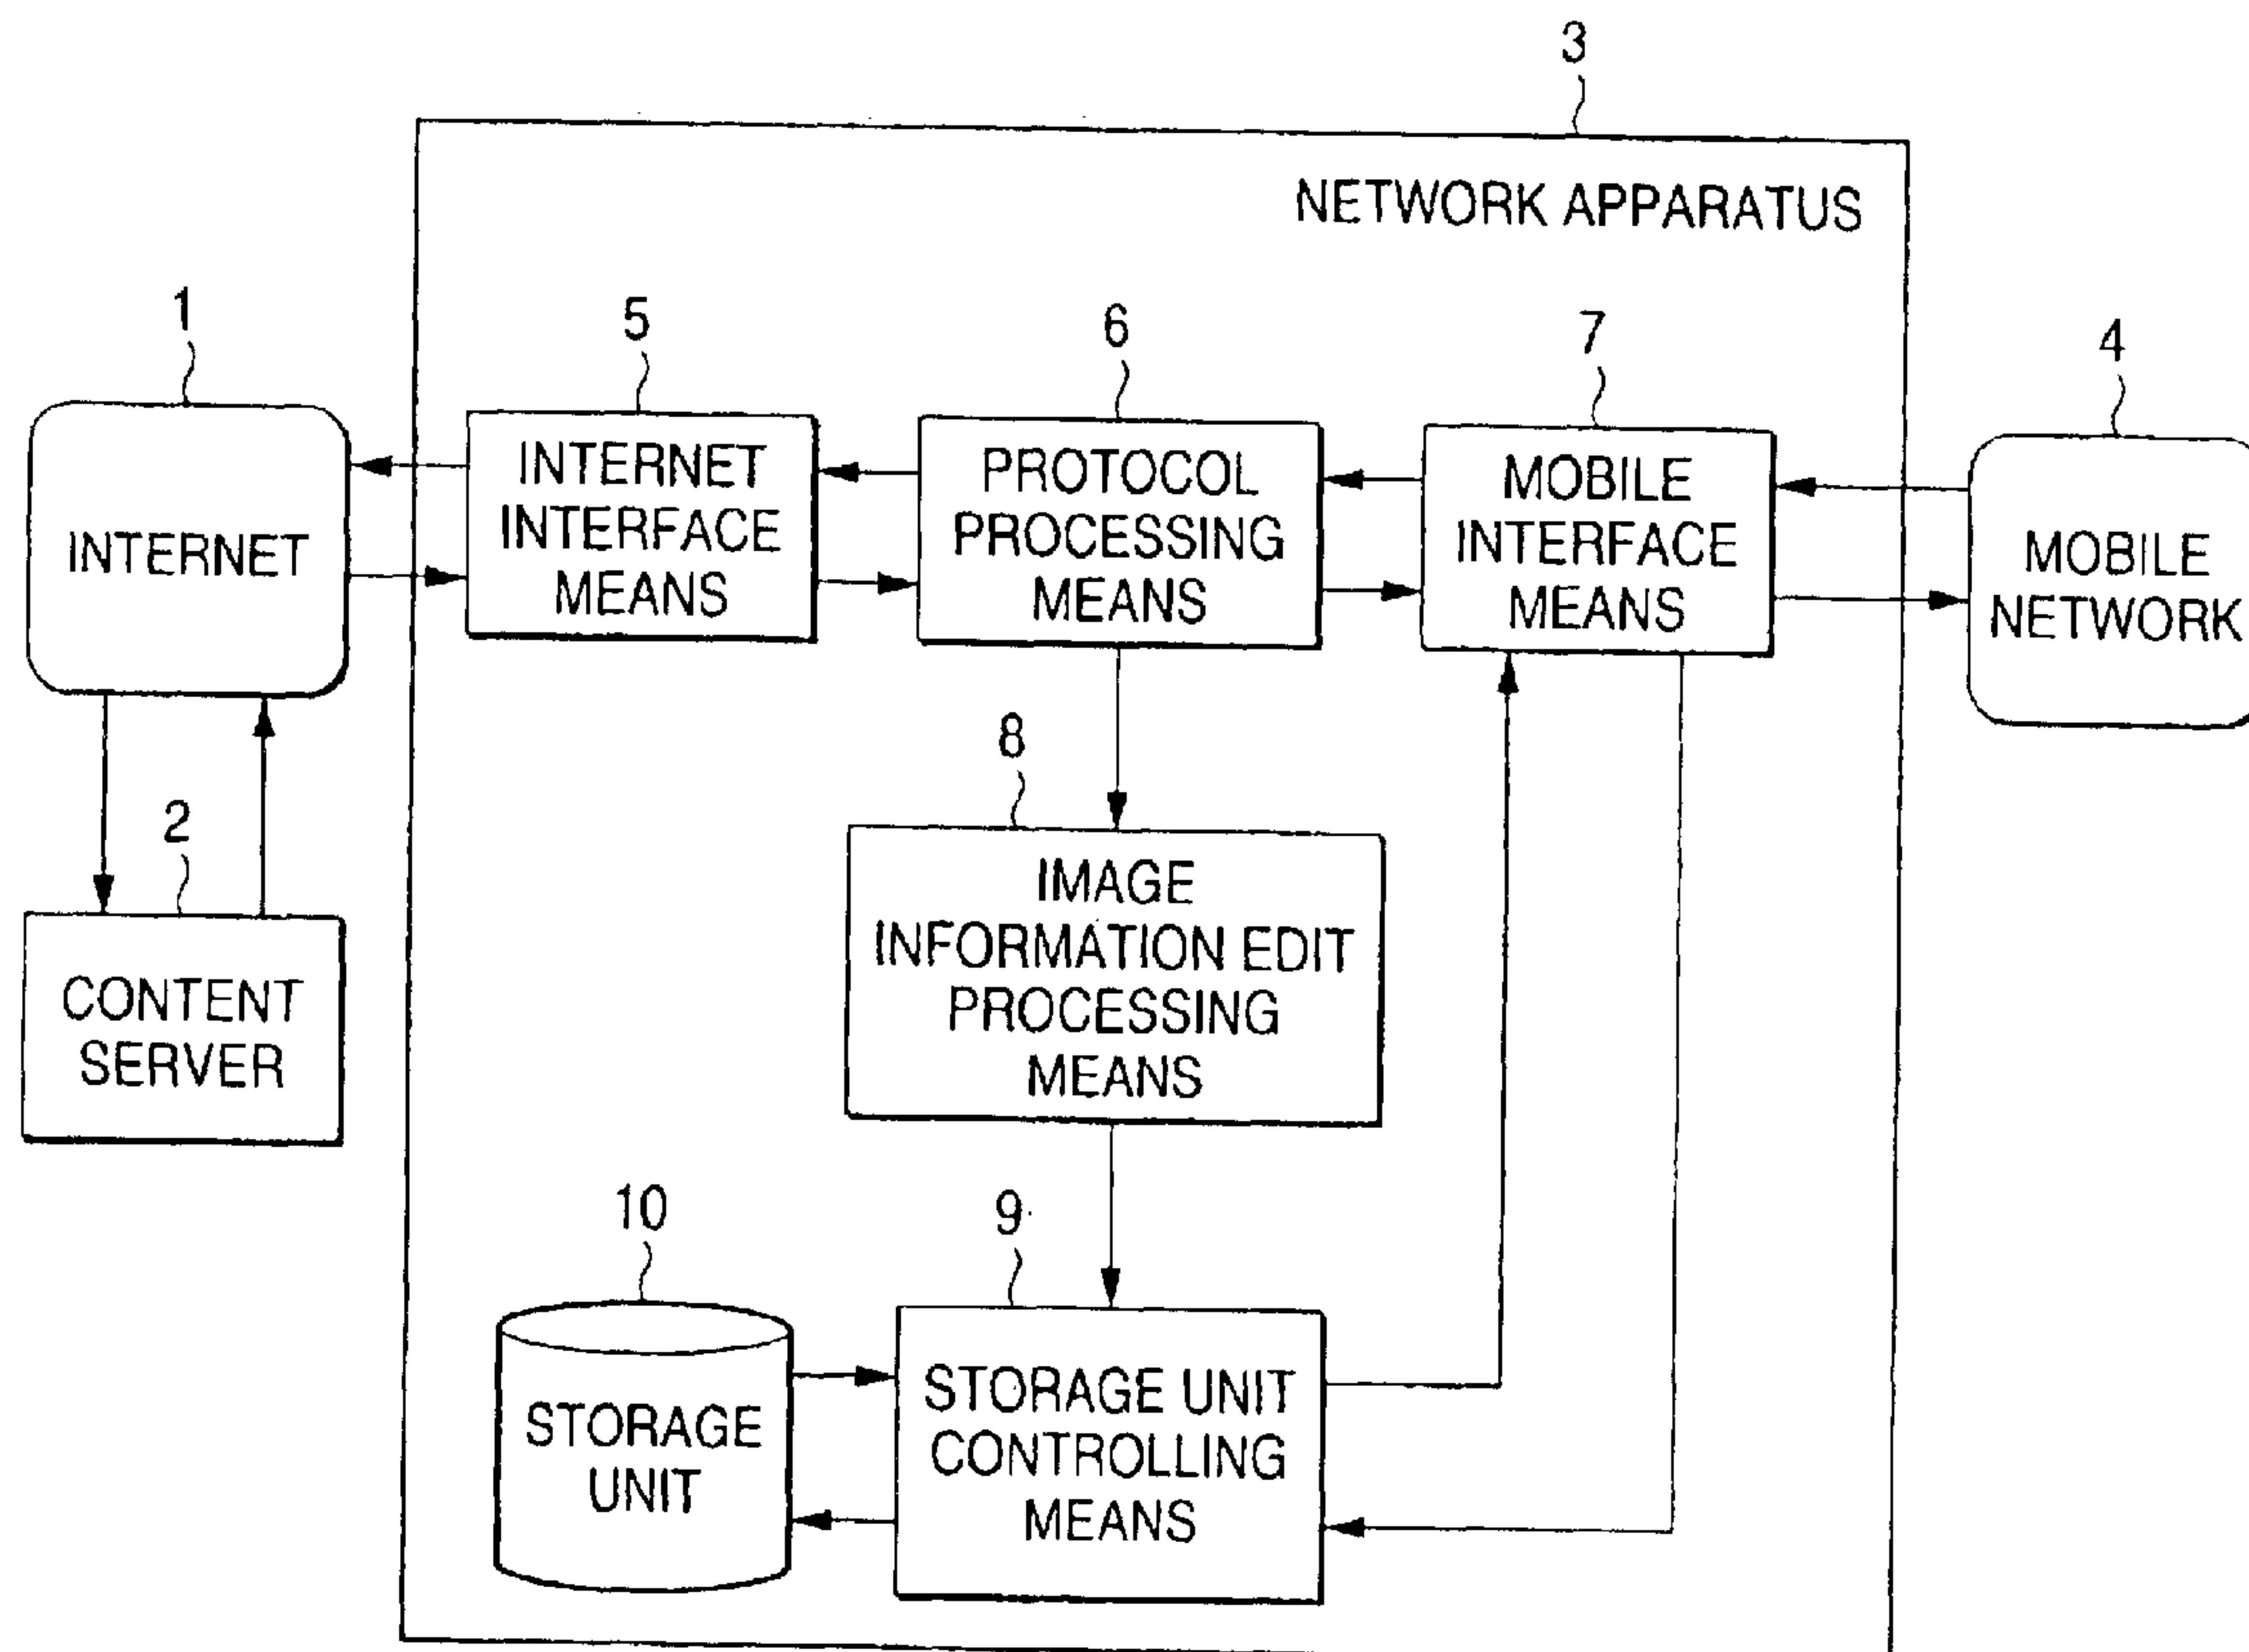 3
NETWORK APPARATUS
1
5
6
7
4
INTERNET
INTERNET
INTERFACE
MEANS
PROTOCOL
PROCESSING
MEANS
MOBILE
INTERFACE
MEANS
MOBILE
NETWORK
2
CONTENT
SERVER
8
IMAGE
INFORMATION EDIT
PROCESSING
MEANS
10
STORAGE
UNIT
9
STORAGE UNIT
CONTROLLING
MEANS